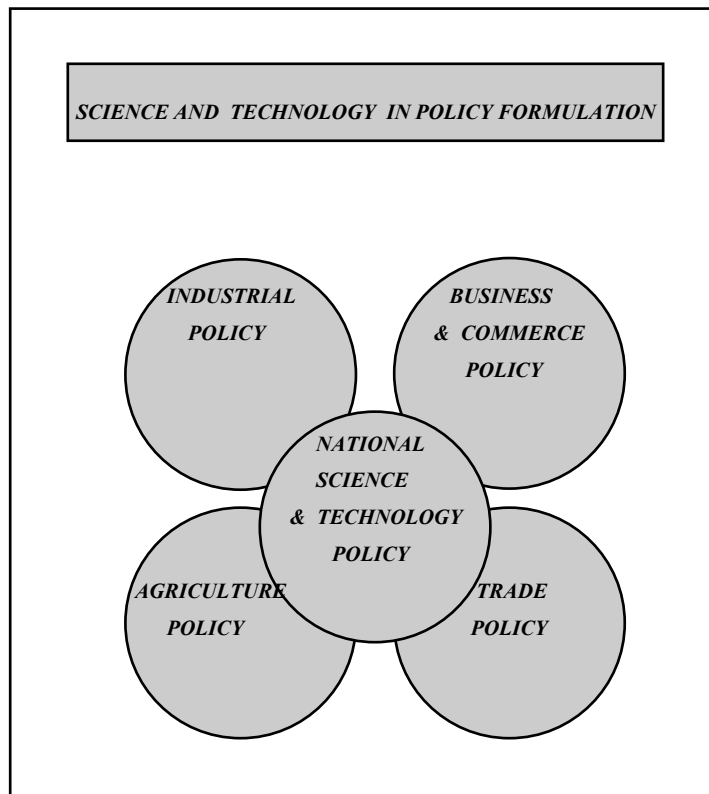 SCIENCE AND TECHNOLOGY IN POLICY FORMULATION
INDUSTRIAL
POLICY
BUSINESS
& COMMERCE
POLICY
NATIONAL
SCIENCE
& TECHNOLOGY
POLICY
AGRICULTURE
POLICY
TRADE
POLICY